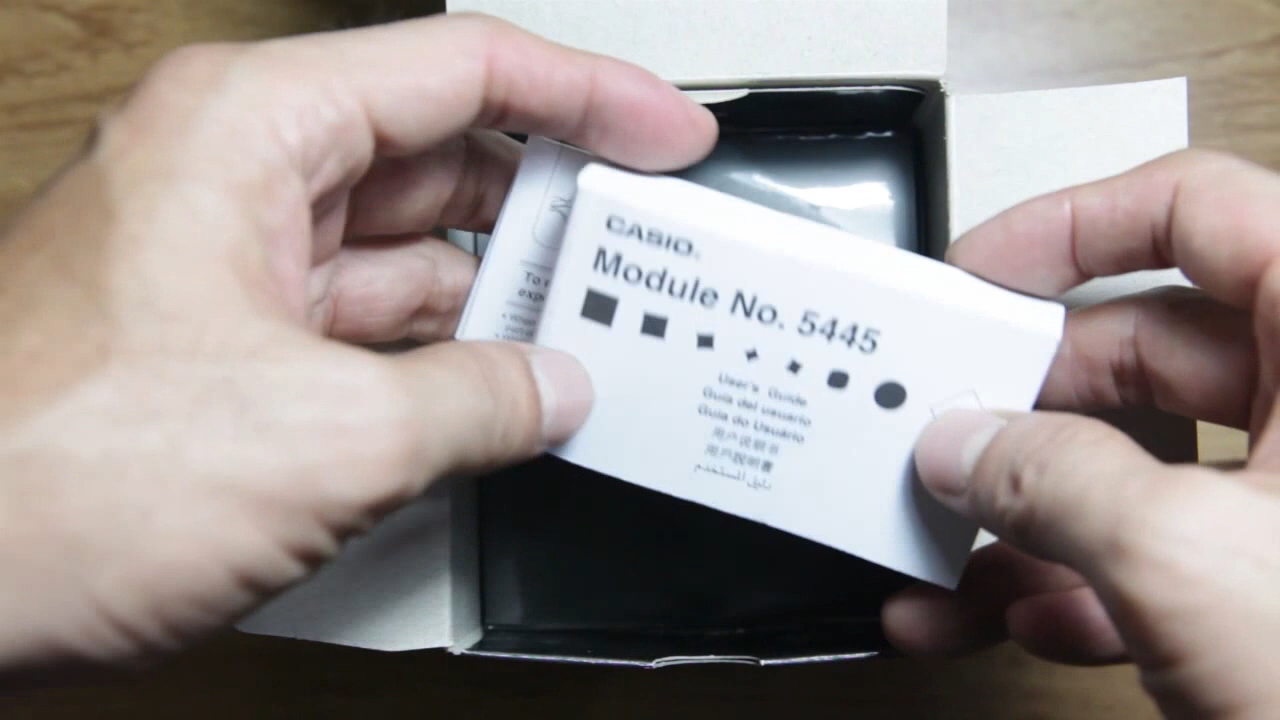 CASIO.
Module No. 5445
User's Guide
Guía del usuario
Guia do Usuário
用户说明书
用戶說明書
دليل المستخدم
To